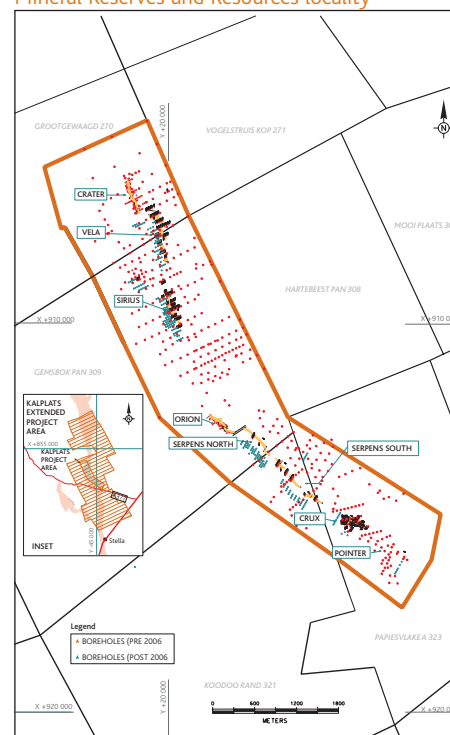 Mineral Reserves and Resources locality
Y +20 000
GROOTGEWAAGD 270
VOGELSTRUIS KOP 271
N
CRATER
MOOI PLAATS 30
VELA
HARTEBEEST PAN 308
SIRIUS
X +910 000
X +910 000
GEMSBOK PAN 309
KALPLATS
EXTENDED
PROJECT
AREA
N
X +855 000
KALPLATS
PROJECT
AREA
Y -45 000
Stella
INSET
ORION
SERPENS NORTH
SERPENS SOUTH
CRUX
POINTER
Legend
BOREHOLES (PRE 2006
BOREHOLES (POST 2006
PAPIESVLAKE A 323
KOODOO RAND 321
Y +20 000
X +920 000
X +920 000
0 600 1200 1800
METERS